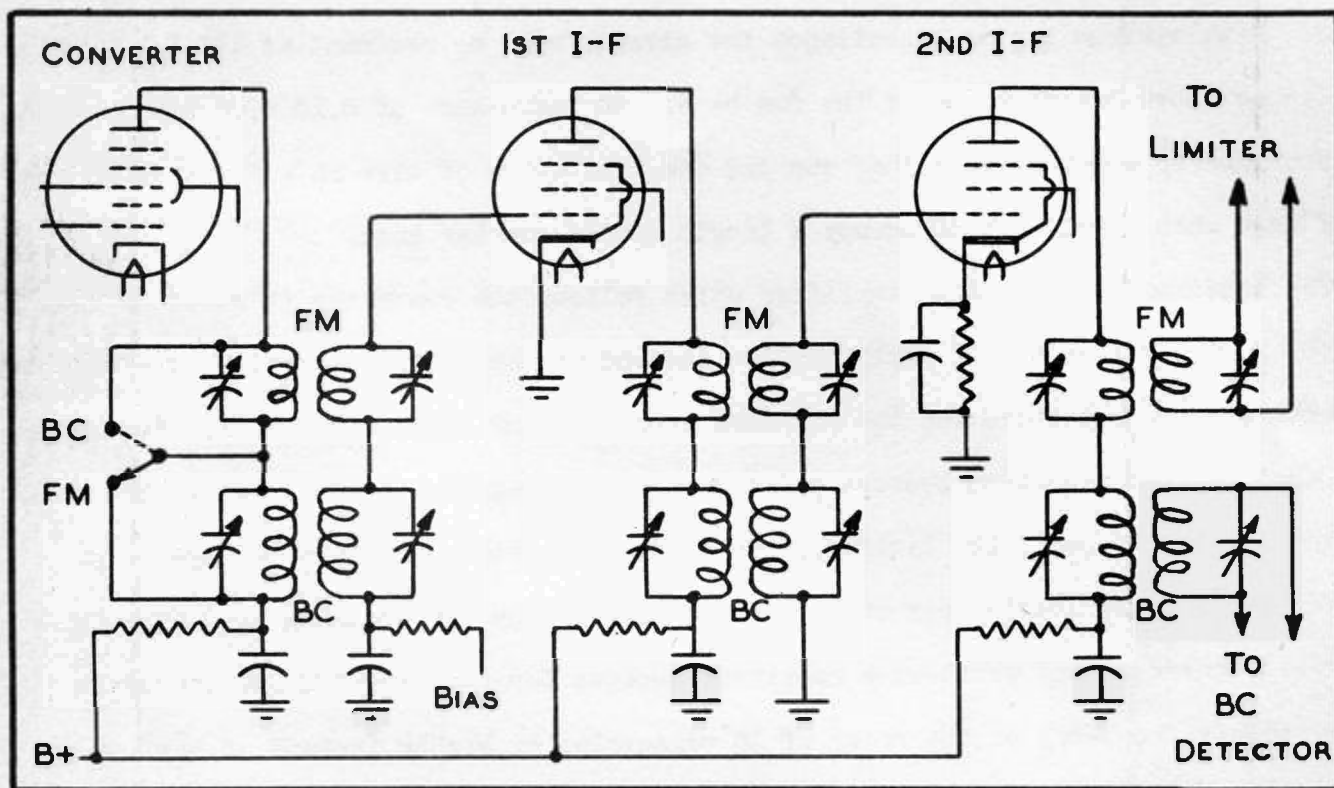 CONVERTER
1ST I-F
2ND I-F
TO
LIMITER
FM
FM
FM
BC
FM
BC
BC
BC
BIAS
TO
BC
DETECTOR
B+